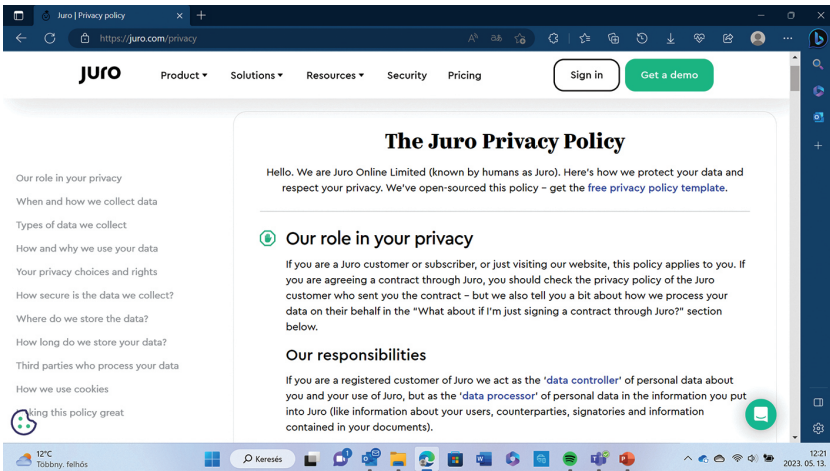 Juro | Privacy policy
https://juro.com/privacy
juro
Product
Solutions
Resources
Security
Pricing
Sign in
Get a demo
Our role in your privacy
When and how we collect data
Types of data we collect
How and why we use your data
Your privacy choices and rights
How secure is the data we collect?
Where do we store the data?
How long do we store your data?
Third parties who process your data
How we use cookies
king this policy great
The Juro Privacy Policy
Hello. We are Juro Online Limited (known by humans as Juro). Here's how we protect your data and
respect your privacy. We've open-sourced this policy – get the free privacy policy template.
Our role in your privacy
If you are a Juro customer or subscriber, or just visiting our website, this policy applies to you. If
you are agreeing a contract through Juro, you should check the privacy policy of the Juro
customer who sent you the contract – but we also tell you a bit about how we process your
data on their behalf in the "What about if I'm just signing a contract through Juro?" section
below.
Our responsibilities
If you are a registered customer of Juro we act as the 'data controller' of personal data about
you and your use of Juro, but as the 'data processor' of personal data in the information you put
into Juro (like information about your users, counterparties, signatories and information
contained in your documents).
12°C
Többny. felhős
Keresés
12:21
2023. 05. 13.